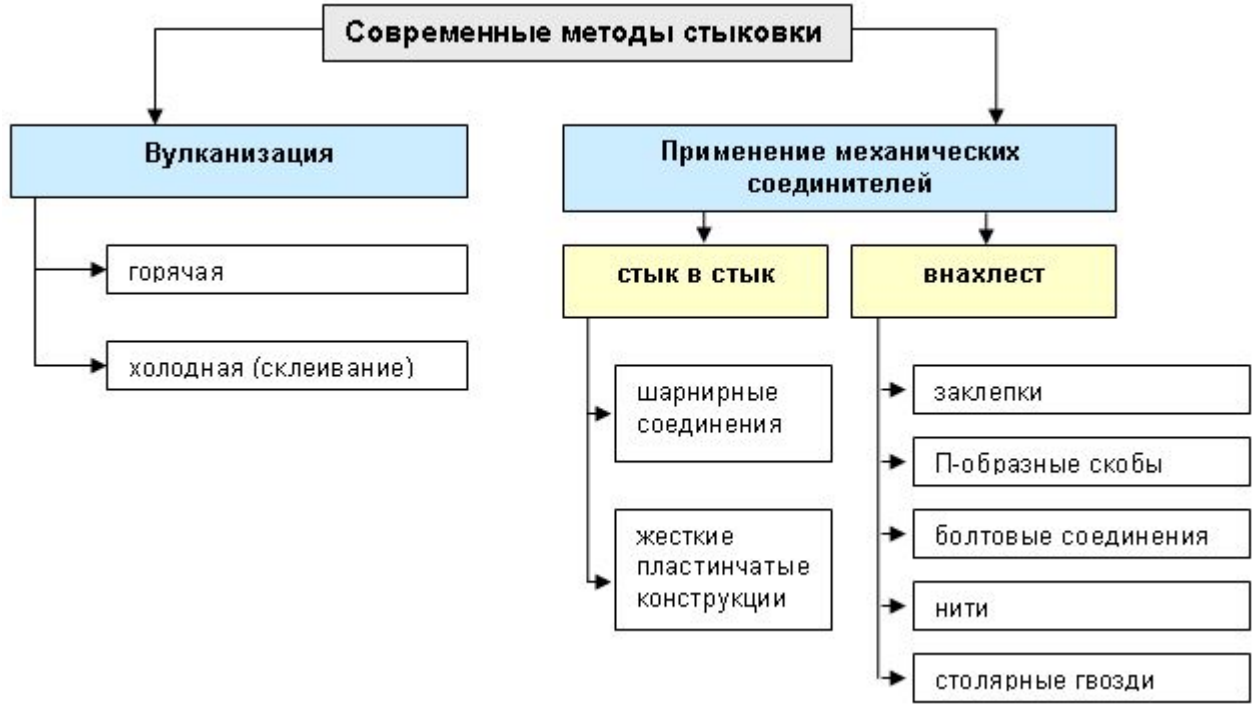 Современные методы стыковки
Вулканизация
горячая
холодная (склеивание)
Применение механических
соединителей
стык в стык
шарнирные
соединения
жесткие
пластинчатые
конструкции
внахлест
заклепки
П-образные скобы
болтовые соединения
нити
столярные гвозди